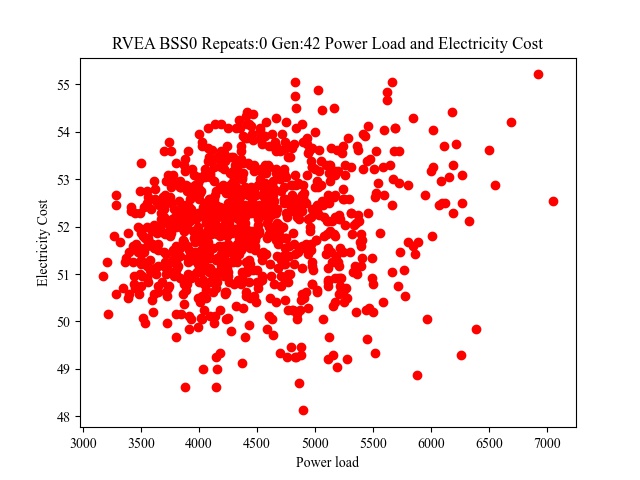 RVEA BSS0 Repeats:0 Gen:42 Power Load and Electricity Cost
55
54
53
52
51
50
49
48
Electricity Cost
3000 3500 4000 4500 5000 5500 6000 6500 7000
Power load